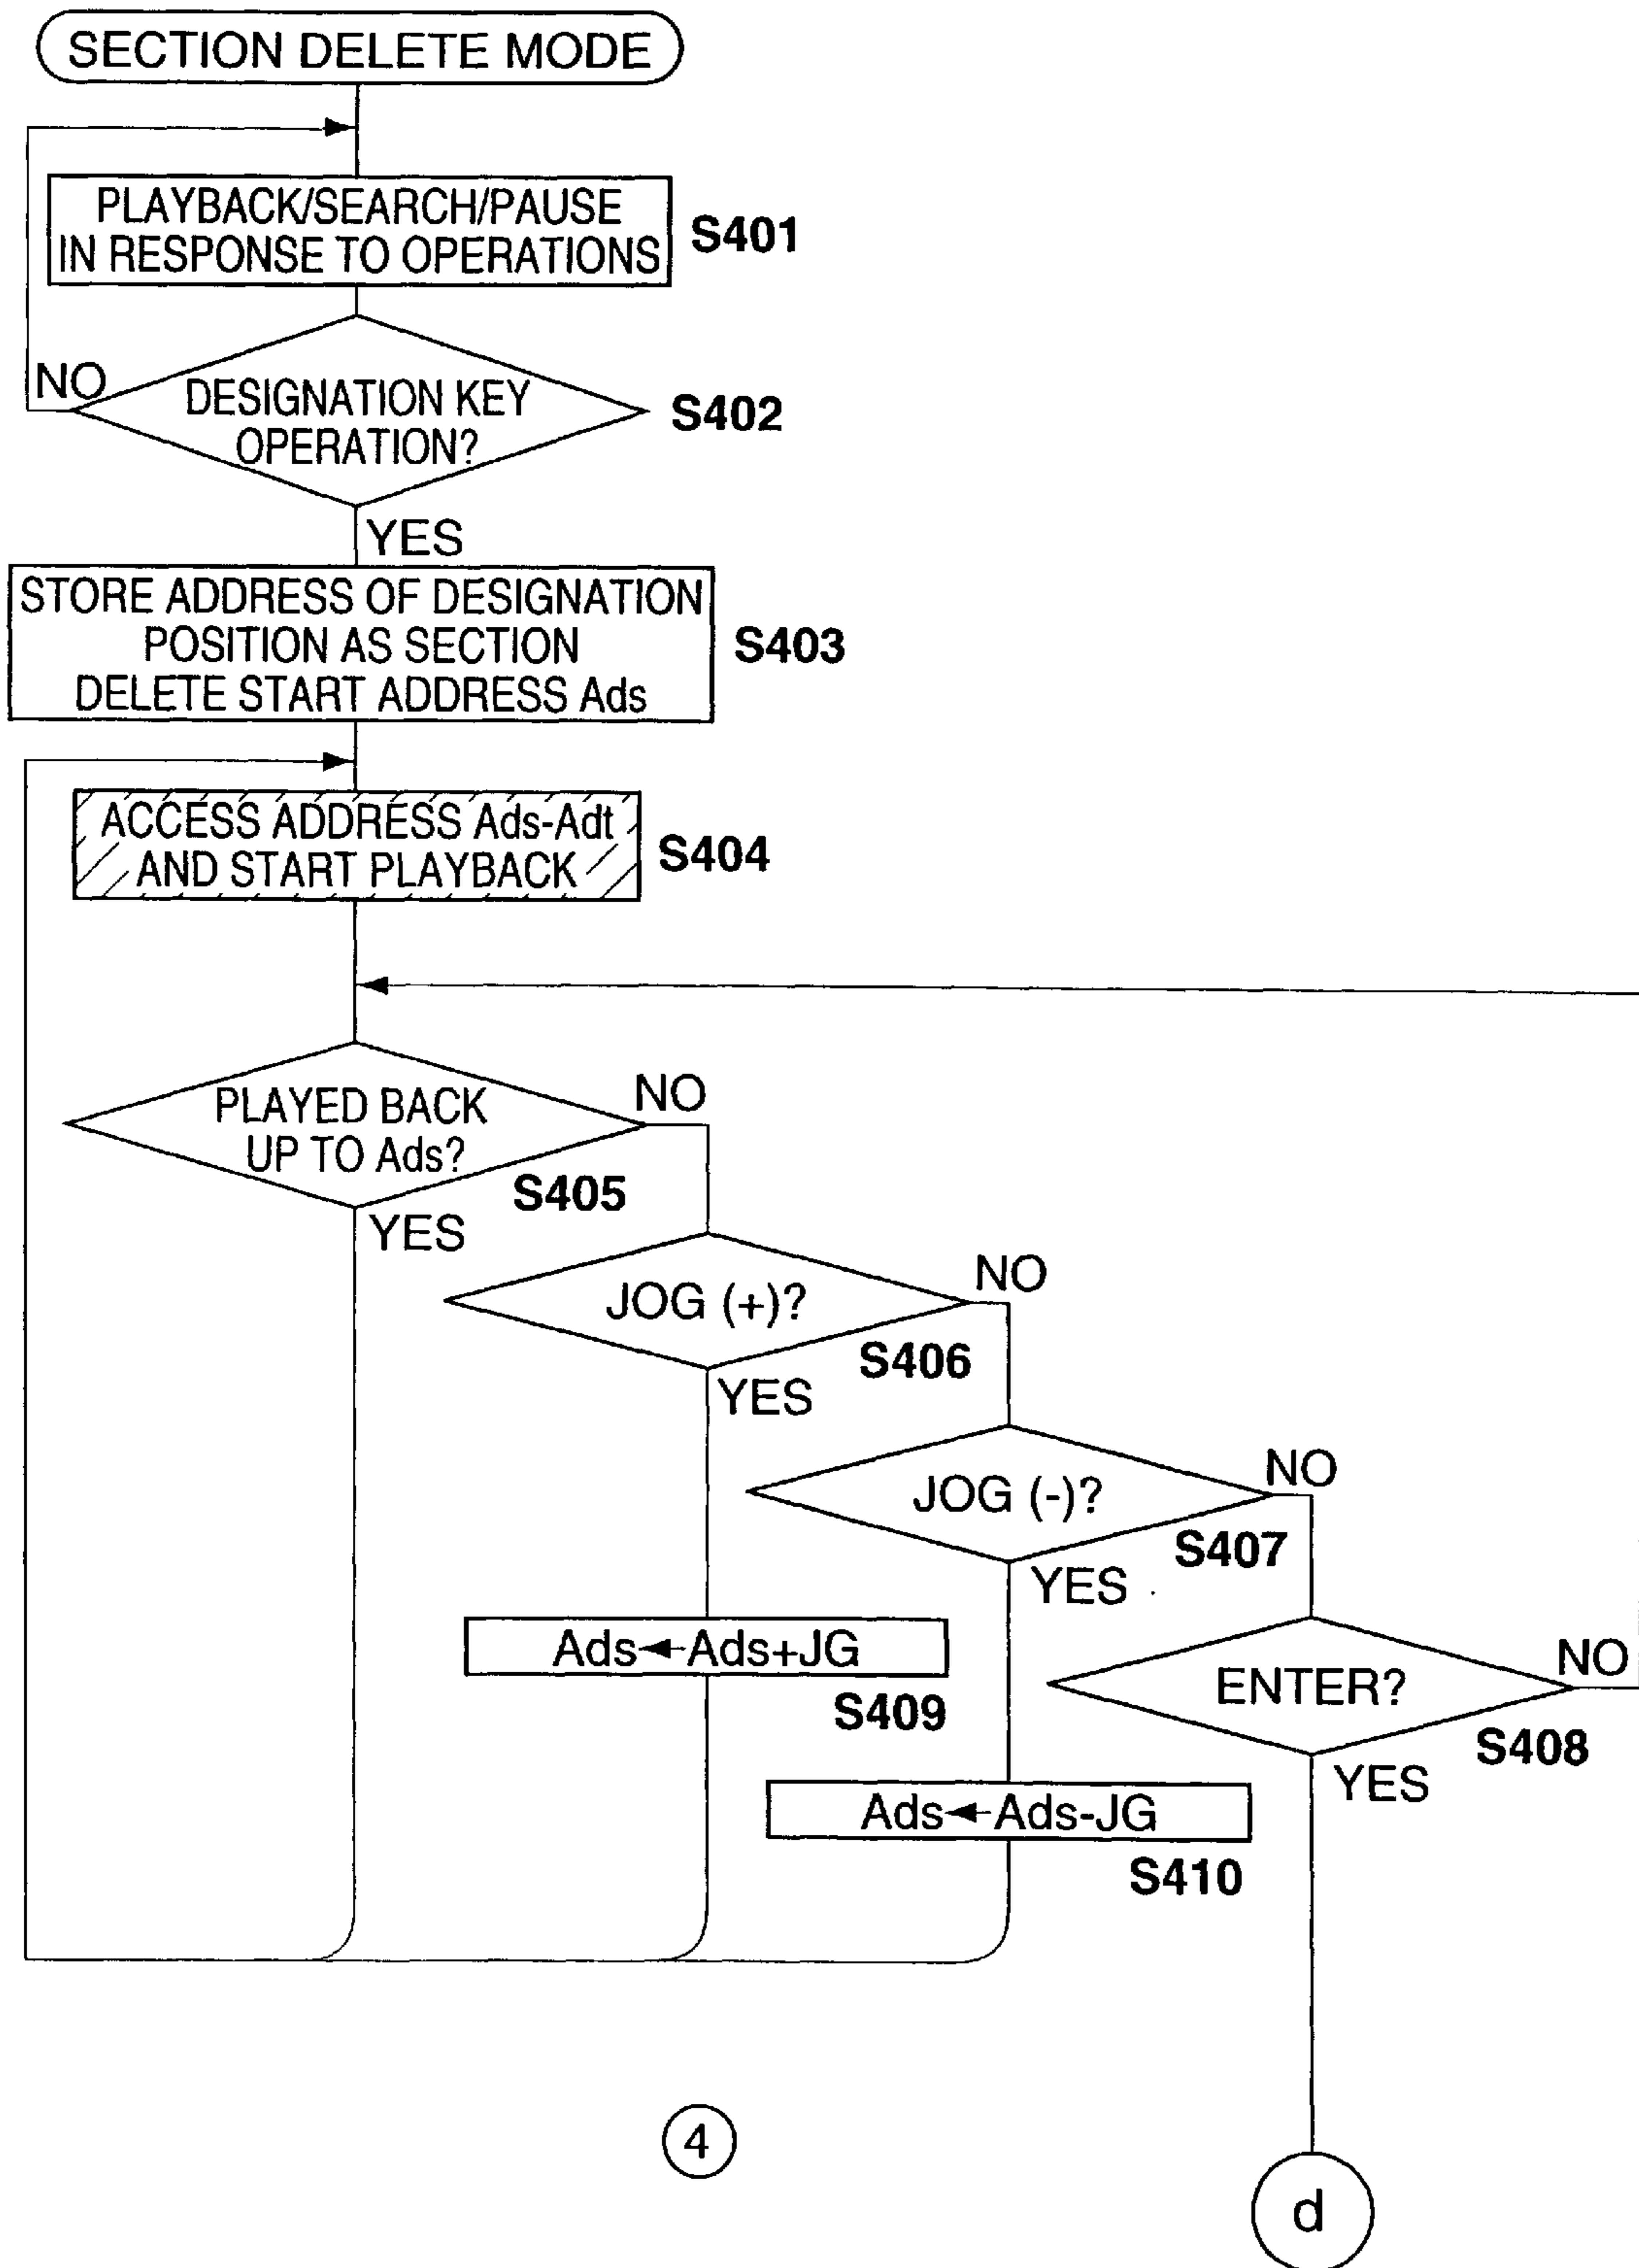 SECTION DELETE MODE
PLAYBACK/SEARCH/PAUSE
IN RESPONSE TO OPERATIONS
S401
NO
DESIGNATION KEY
OPERATION?
S402
YES
STORE ADDRESS OF DESIGNATION
POSITION AS SECTION
DELETE START ADDRESS Ads
S403
ACCESS ADDRESS Ads-Adt
AND START PLAYBACK
S404
PLAYED BACK
UP TO Ads?
NO
S405
YES
JOG (+)?
NO
S406
YES
JOG (-)?
NO
S407
YES
Ads←Ads+JG
S409
ENTER?
NO
S408
YES
Ads←Ads-JG
S410
4
d